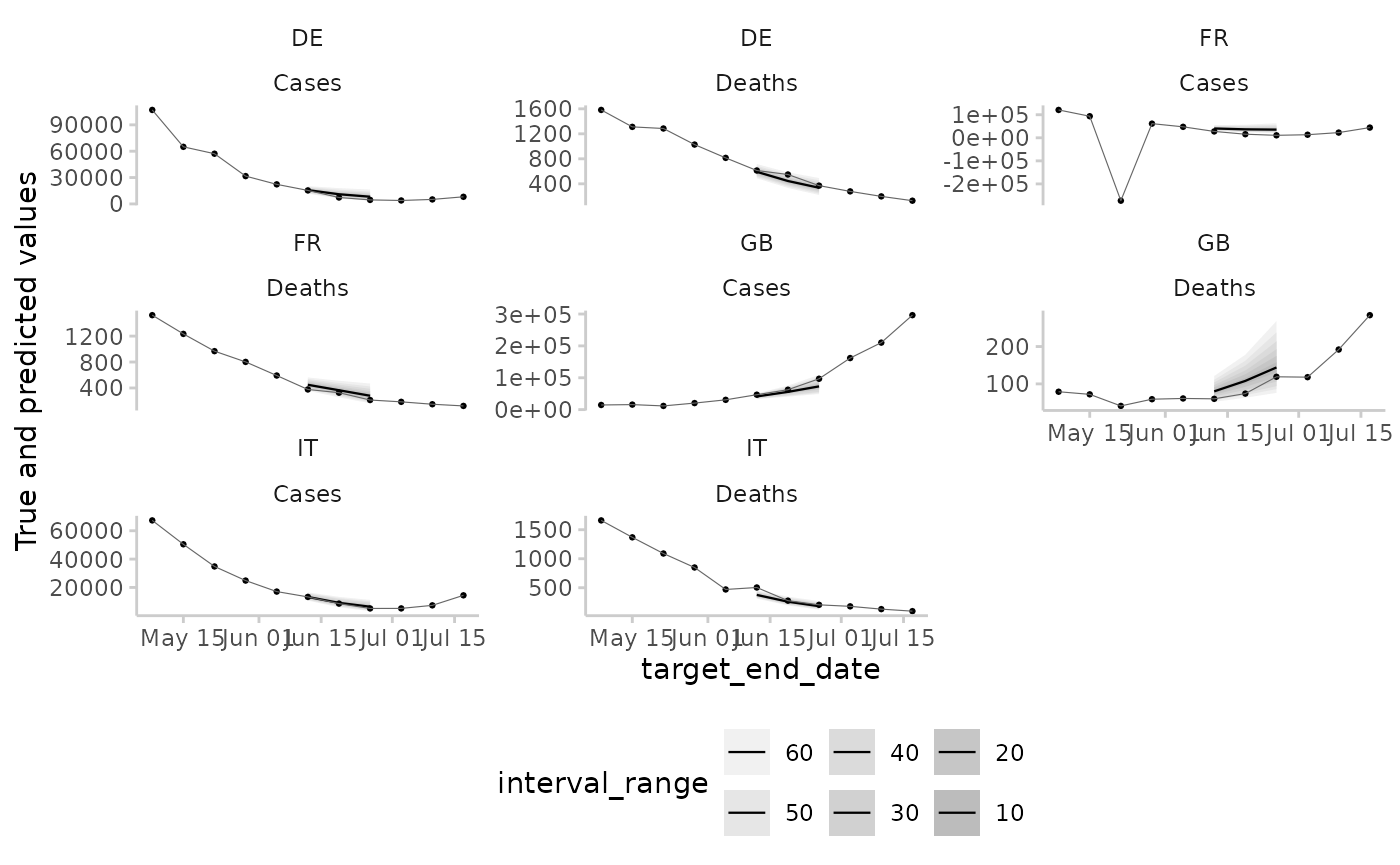 DE
Cases
90000
60000
30000
0
DE
Deaths
1600
1200
800
400
FR
Cases
1e+05
0e+00
-1e+05
-2e+05
FR
Deaths
1200
800
400
GB
Cases
3e+05
2e+05
1e+05
0e+00
GB
Deaths
200
100
May 15 Jun 01 Jun 15 Jul 01 Jul 15
IT
Cases
60000
40000
20000
May 15 Jun 01 Jun 15 Jul 01 Jul 15
IT
Deaths
1500
1000
500
May 15 Jun 01 Jun 15 Jul 01 Jul 15
True and predicted values
target_end_date
interval_range
60 40 20
50 30 10